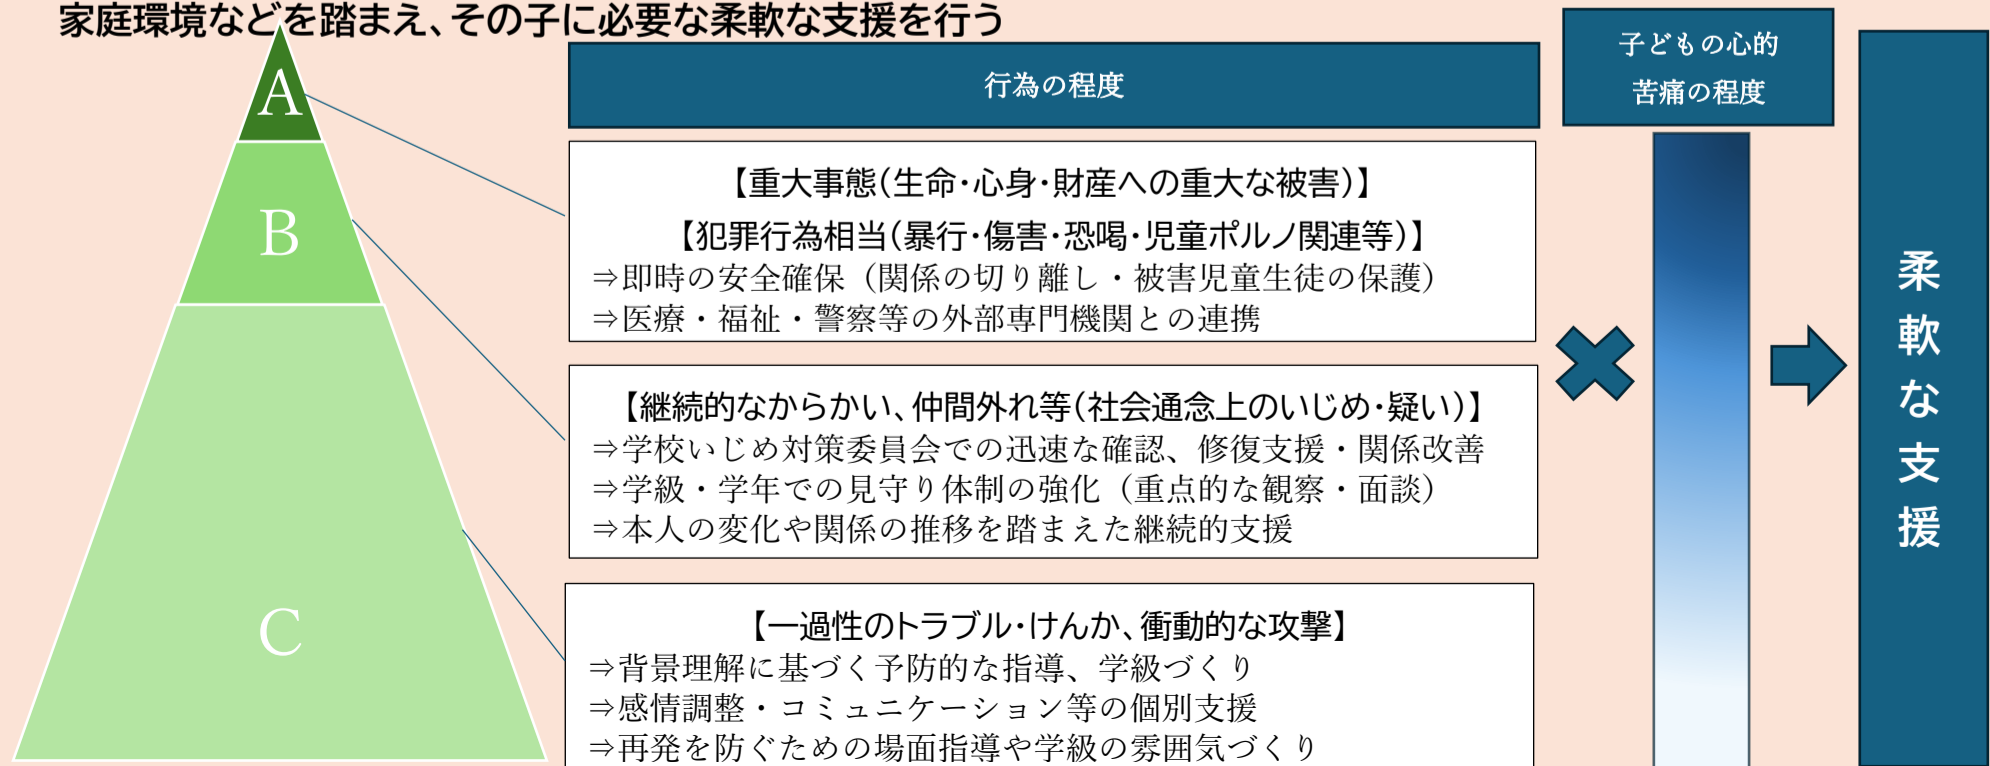 家庭環境などを踏まえ、その子に必要な柔軟な支援を行う
A
B
C
行為の程度
【重大事態(生命・心身・財産への重大な被害)】
【犯罪行為相当(暴行・傷害・恐喝・児童ポルノ関連等)】
⇒即時の安全確保（関係の切り離し・被害児童生徒の保護）
⇒医療・福祉・警察等の外部専門機関との連携
【継続的なからかい、仲間外れ等(社会通念上のいじめ・疑い)】
⇒学校いじめ対策委員会での迅速な確認、修復支援・関係改善
⇒学級・学年での見守り体制の強化（重点的な観察・面談）
⇒本人の変化や関係の推移を踏まえた継続的支援
【一過性のトラブル・けんか、衝動的な攻撃】
⇒背景理解に基づく予防的な指導、学級づくり
⇒感情調整・コミュニケーション等の個別支援
⇒再発を防ぐための場面指導や学級の雰囲気づくり
子どもの心的
苦痛の程度
柔軟な支援